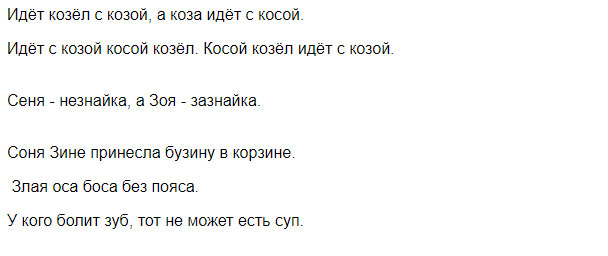 Идёт козёл с козой, а коза идёт с косой.
Идёт с козой косой козёл. Косой козёл идёт с козой.
Сеня - незнайка, а Зоя - зазнайка.
Соня Зине принесла бузину в корзине.
Злая оса боса без пояса.
У кого болит зуб, тот не может есть суп.